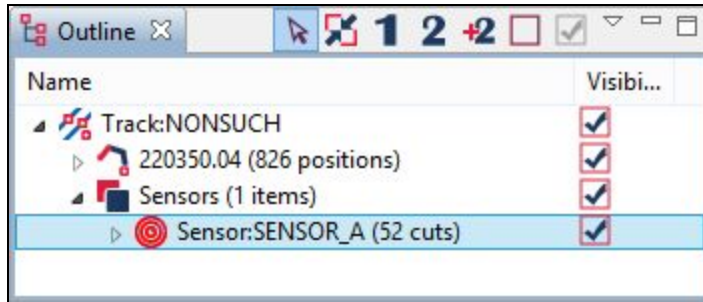 Outline
1 2 +2
Name Visibi...
Track:NONSUCH
220350.04 (826 positions)
Sensors (1 items)
Sensor:SENSOR_A (52 cuts)